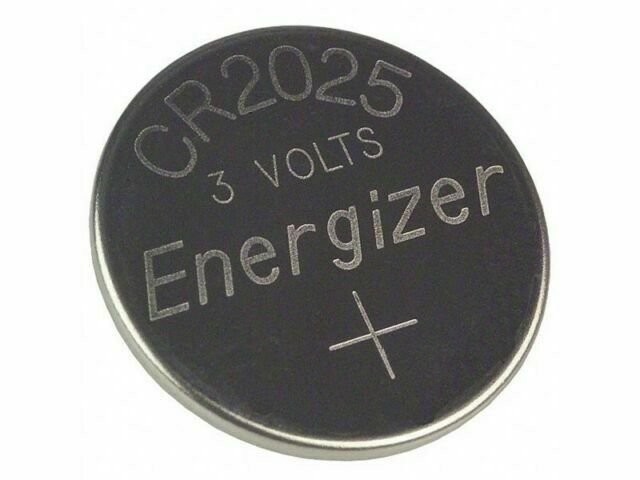 CR2025
3 VOLTS
Energizer
+